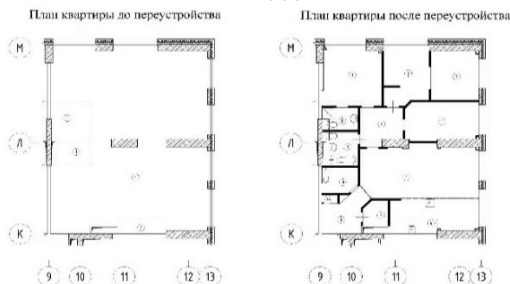 План квартиры до переустройства
План квартиры после переустройства
М
Л
К
9 10 11 12 13
М
Л
К
9 10 11 12 13